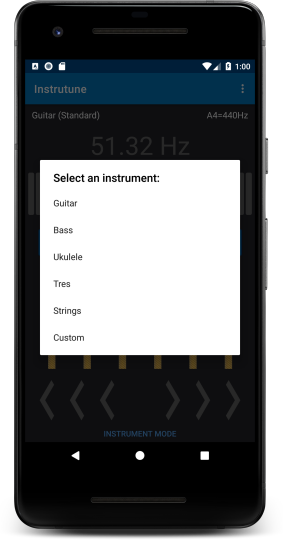 1:00
Instrutune
Guitar (Standard) A4=440Hz
51.32 Hz
Select an instrument:
Guitar
Bass
Ukulele
Tres
Strings
Custom
INSTRUMENT MODE